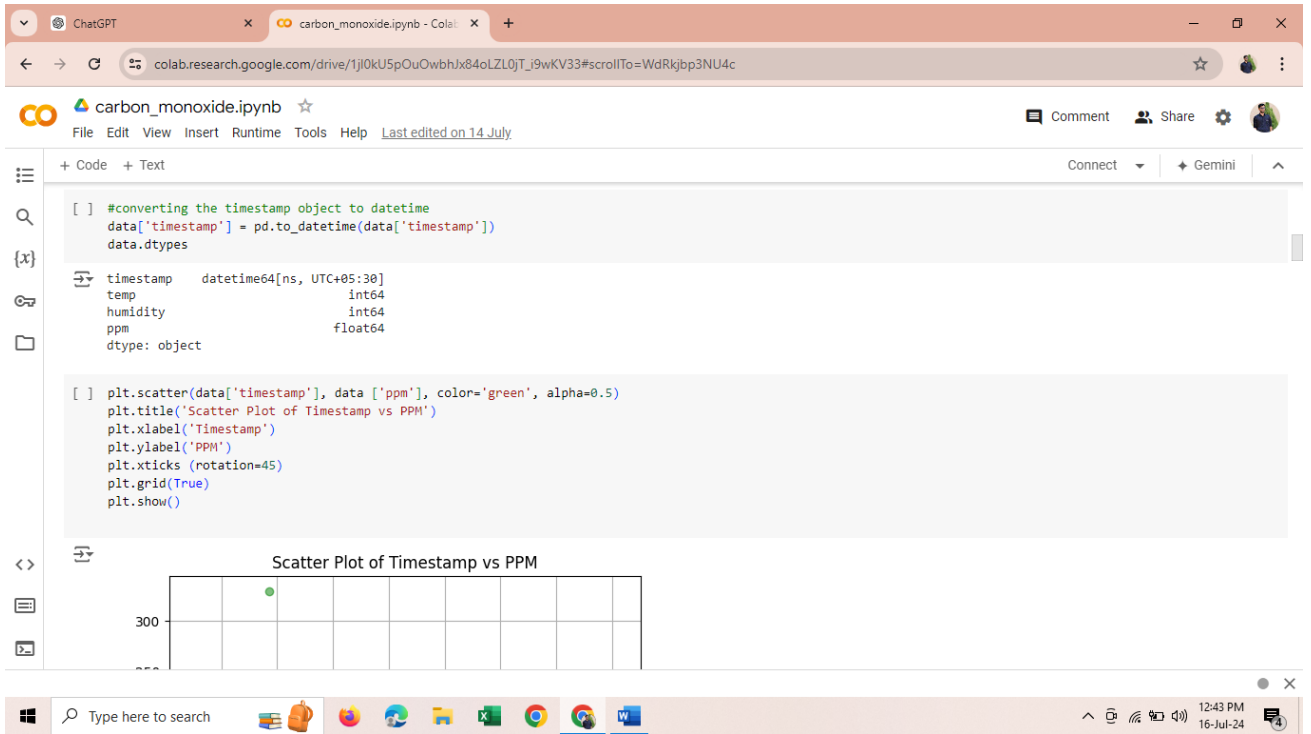 ChatGPT
carbon_monoxide.ipynb - Colab
colab.research.google.com/drive/1jl0kU5pOuOwbhJx84oLZL0jT_i9wKV33#scrollTo=WdRkjbp3NU4c
carbon_monoxide.ipynb
File Edit View Insert Runtime Tools Help Last edited on 14 July
Comment Share
+ Code + Text
Connect Gemini
[ ] #converting the timestamp object to datetime
data['timestamp'] = pd.to_datetime(data['timestamp'])
data.dtypes
timestamp datetime64[ns, UTC+05:30]
temp int64
humidity int64
ppm float64
dtype: object
[ ] plt.scatter(data['timestamp'], data ['ppm'], color='green', alpha=0.5)
plt.title('Scatter Plot of Timestamp vs PPM')
plt.xlabel('Timestamp')
plt.ylabel('PPM')
plt.xticks (rotation=45)
plt.grid(True)
plt.show()
Scatter Plot of Timestamp vs PPM
300
Type here to search
12:43 PM
16-Jul-24
4